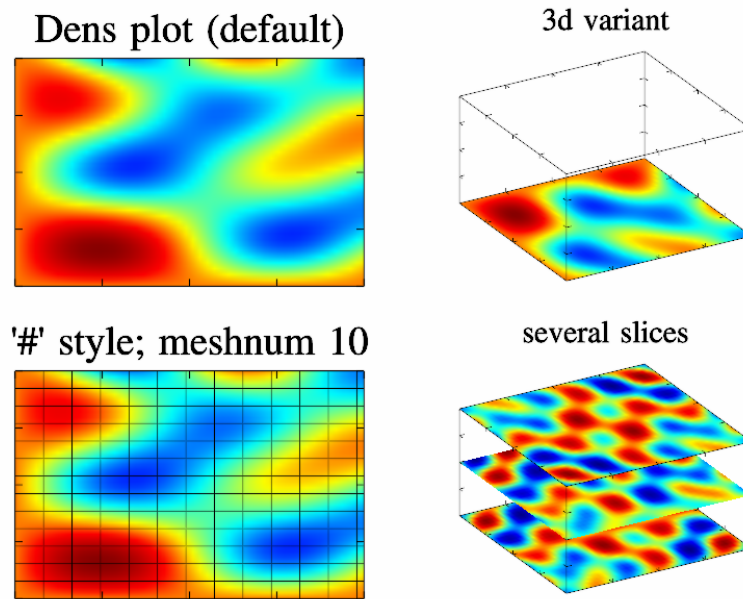 Dens plot (default)
3d variant
'#' style; meshnum 10
several slices